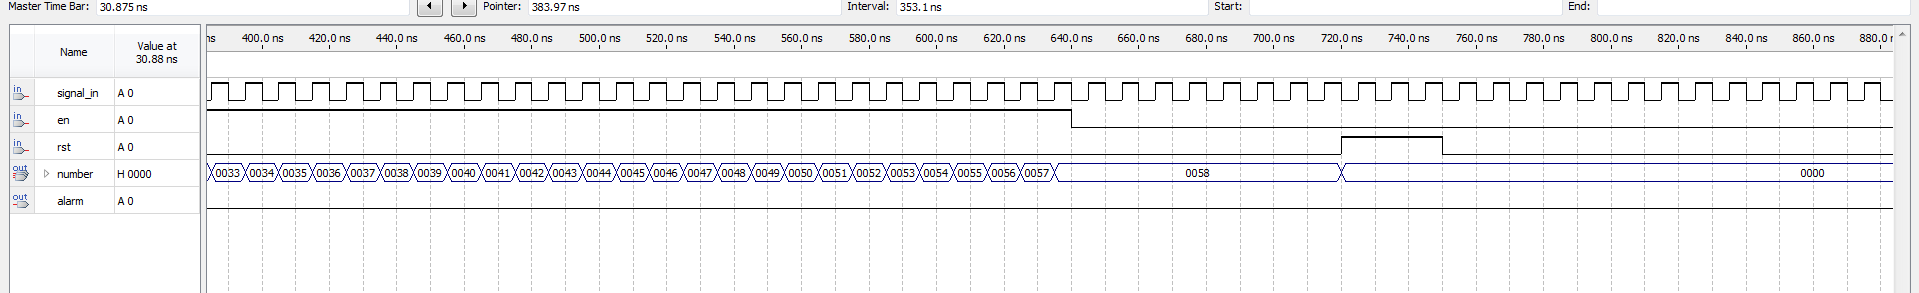 Master Time Bar: 30.875 ns Pointer: 383.97 ns Interval: 353.1 ns Start: End:
Name Value at 30.88 ns
ns 400.0 ns 420.0 ns 440.0 ns 460.0 ns 480.0 ns 500.0 ns 520.0 ns 540.0 ns 560.0 ns 580.0 ns 600.0 ns 620.0 ns 640.0 ns 660.0 ns 680.0 ns 700.0 ns 720.0 ns 740.0 ns 760.0 ns 780.0 ns 800.0 ns 820.0 ns 840.0 ns 860.0 ns 880.0
in signal_in A 0
in en A 0
in rst A 0
out number H 0000 0033 0034 0035 0036 0037 0038 0039 0040 0041 0042 0043 0044 0045 0046 0047 0048 0049 0050 0051 0052 0053 0054 0055 0056 0057 0058 0000
out alarm A 0